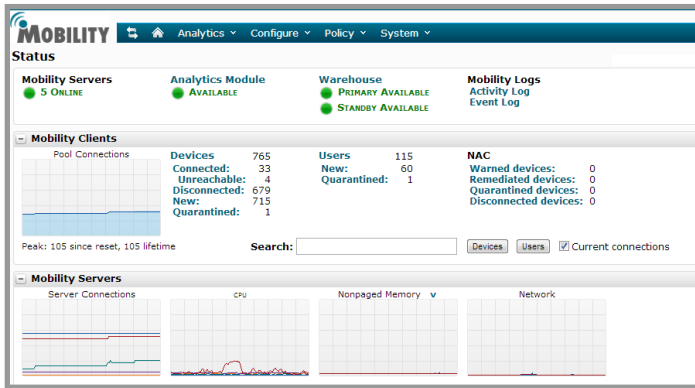 MOBILITY Analytics Configure Policy System
Status
Mobility Servers Analytics Module Warehouse Mobility Logs
5 ONLINE AVAILABLE PRIMARY AVAILABLE Activity Log
STANDBY AVAILABLE Event Log
Mobility Clients
Pool Connections Devices 765 Users 115 NAC
Connected: 33 New: 60 Warned devices: 0
Unreachable: 4 Quarantined: 1 Remediated devices: 0
Disconnected: 679 Quarantined devices: 0
New: 715 Disconnected devices: 0
Quarantined: 1
Peak: 105 since reset, 105 lifetime Search: Devices Users Current connections
Mobility Servers
Server Connections CPU Nonpaged Memory v Network